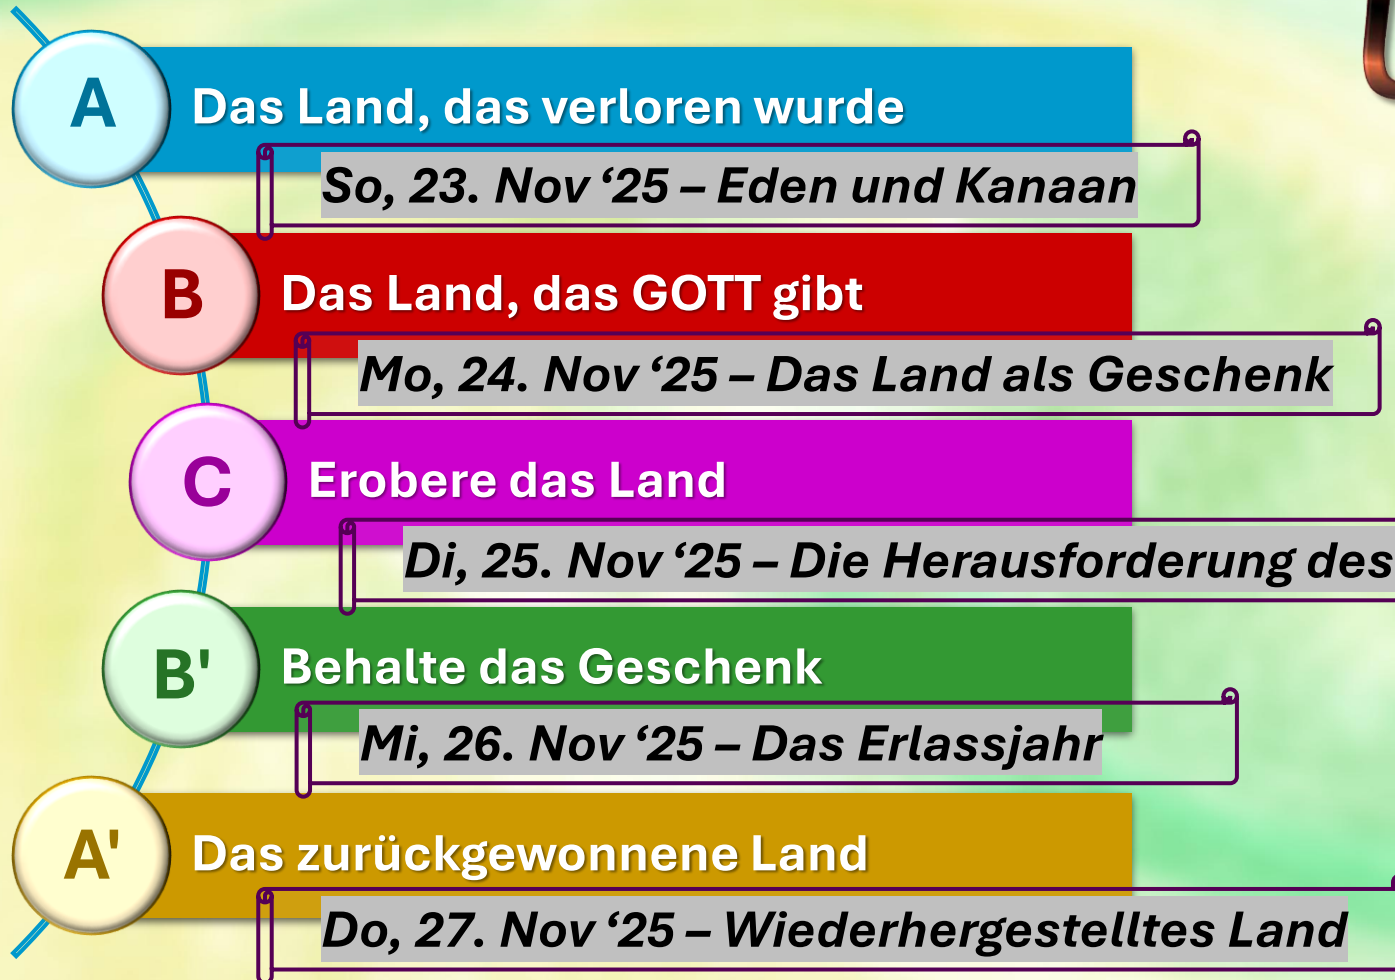 A
Das Land, das verloren wurde
So, 23. Nov ‘25 – Eden und Kanaan
B
Das Land, das GOTT gibt
Mo, 24. Nov ‘25 – Das Land als Geschenk
C
Erobere das Land
Di, 25. Nov ‘25 – Die Herausforderung des
B'
Behalte das Geschenk
Mi, 26. Nov ‘25 – Das Erlassjahr
A'
Das zurückgewonnene Land
Do, 27. Nov ‘25 – Wiederhergestelltes Land